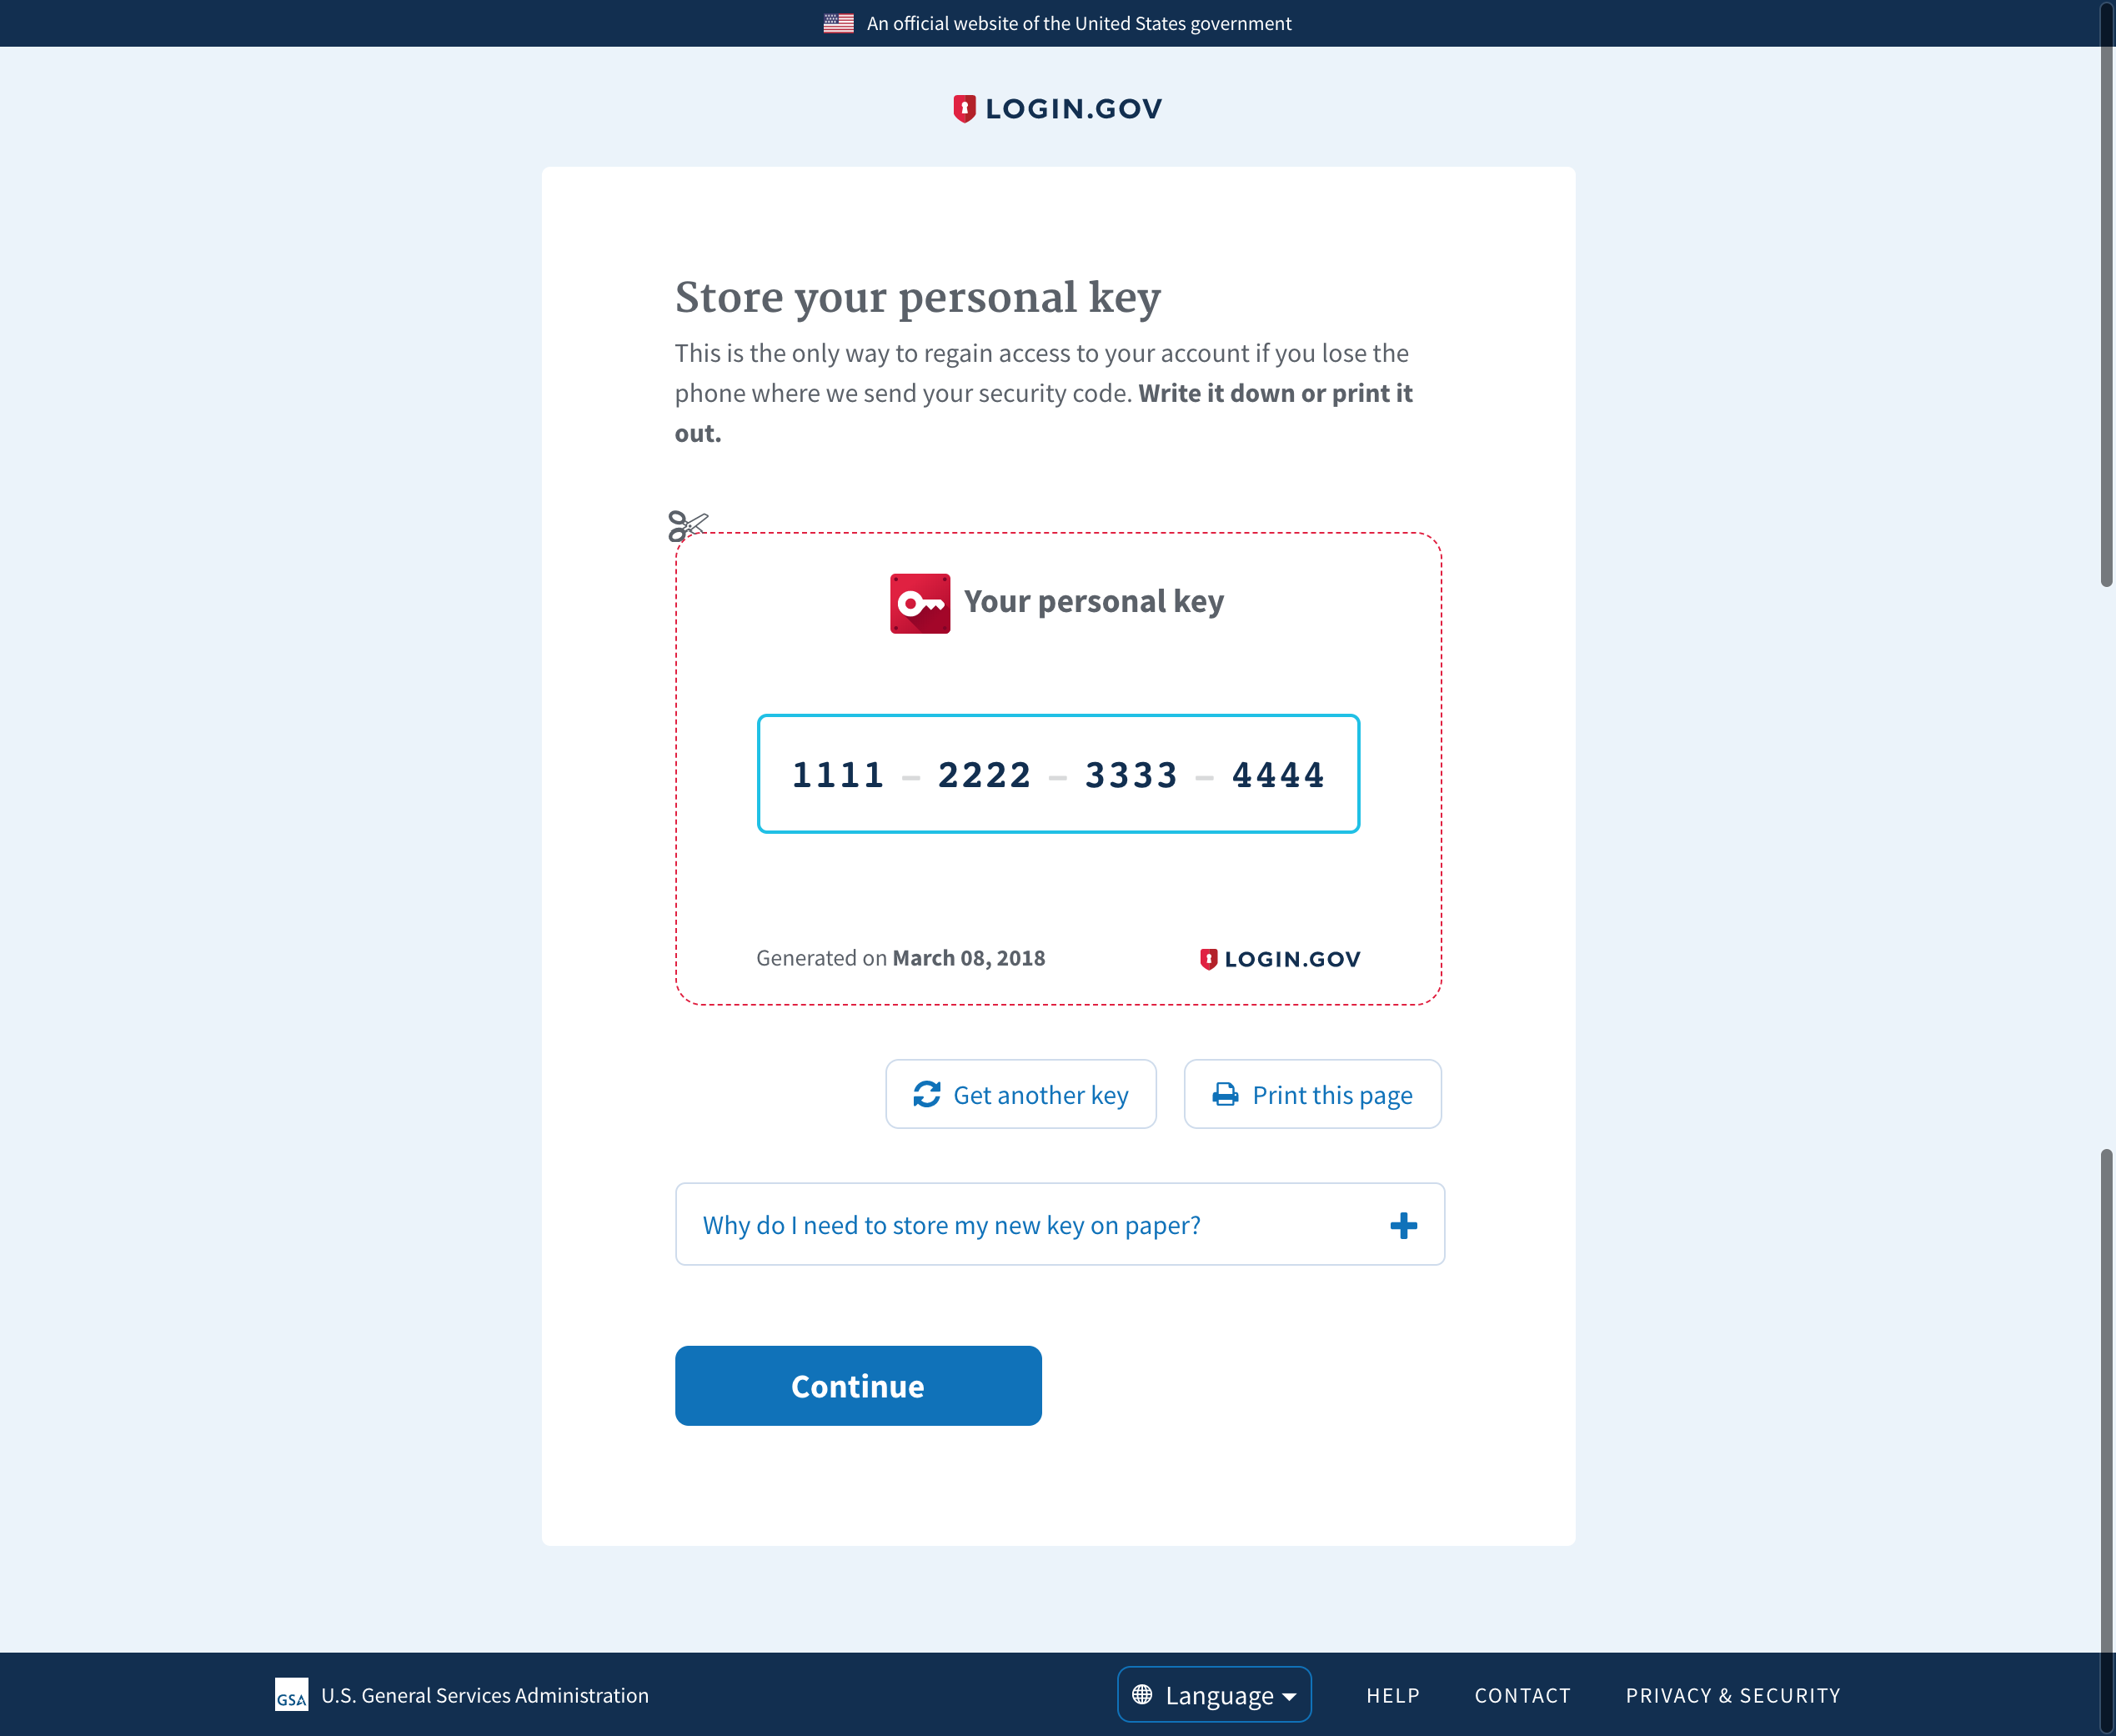 An official website of the United States government
LOGIN.GOV
Store your personal key
This is the only way to regain access to your account if you lose the
phone where we send your security code. Write it down or print it
out.
Your personal key
1111 – 2222 – 3333 – 4444
Generated on March 08, 2018
LOGIN.GOV
Get another key
Print this page
Why do I need to store my new key on paper?
Continue
GSA
U.S. General Services Administration
Language
HELP
CONTACT
PRIVACY & SECURITY